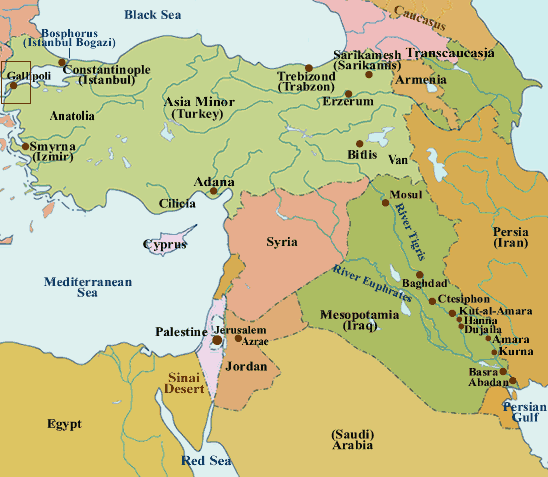 Black Sea
Caucasus
Bosphorus
(Istanbul Bogazi)
Transcaucasia
Sarikamesh
(Sarikamis)
Constantinople
(Istanbul)
Gallipoli
Trebizond
(Trabzon)
Armenia
Erzerum
Anatolia
Asia Minor
(Turkey)
Smyrna
(Izmir)
Bitlis
Van
Adana
Cilicia
Mosul
River Tigris
Persia
(Iran)
Cyprus
Syria
Mediterranean
Sea
River Euphrates
Baghdad
Ctesiphon
Kut-al-Amara
Hanna
Dujaila
Mesopotamia
(Iraq)
Palestine
Jerusalem
Azrae
Amara
Kurna
Jordan
Basra
Abadan
Sinai
Desert
Persian
Gulf
Egypt
(Saudi)
Arabia
Red Sea